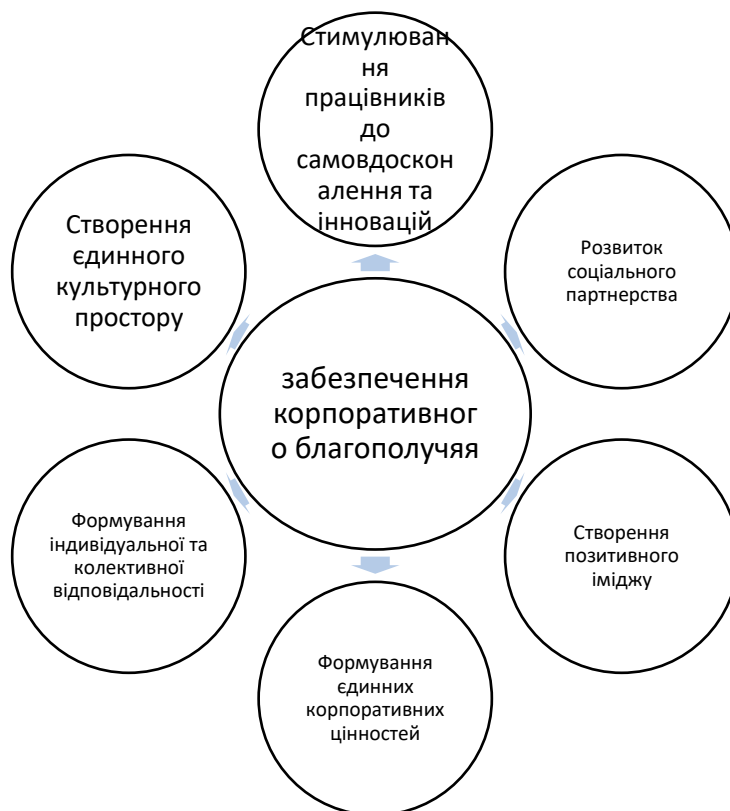 Стимулюван
ня
працівників
до
самовдоскон
алення та
інновацій
Створення
єдинного
культурного
простору
Розвиток
соціального
партнерства
забезпечення
корпоративног
о благополуччя
Формування
індивідуальної та
колективної
відповідальності
Створення
позитивного
іміджу
Формування
єдинних
корпоративних
цінностей